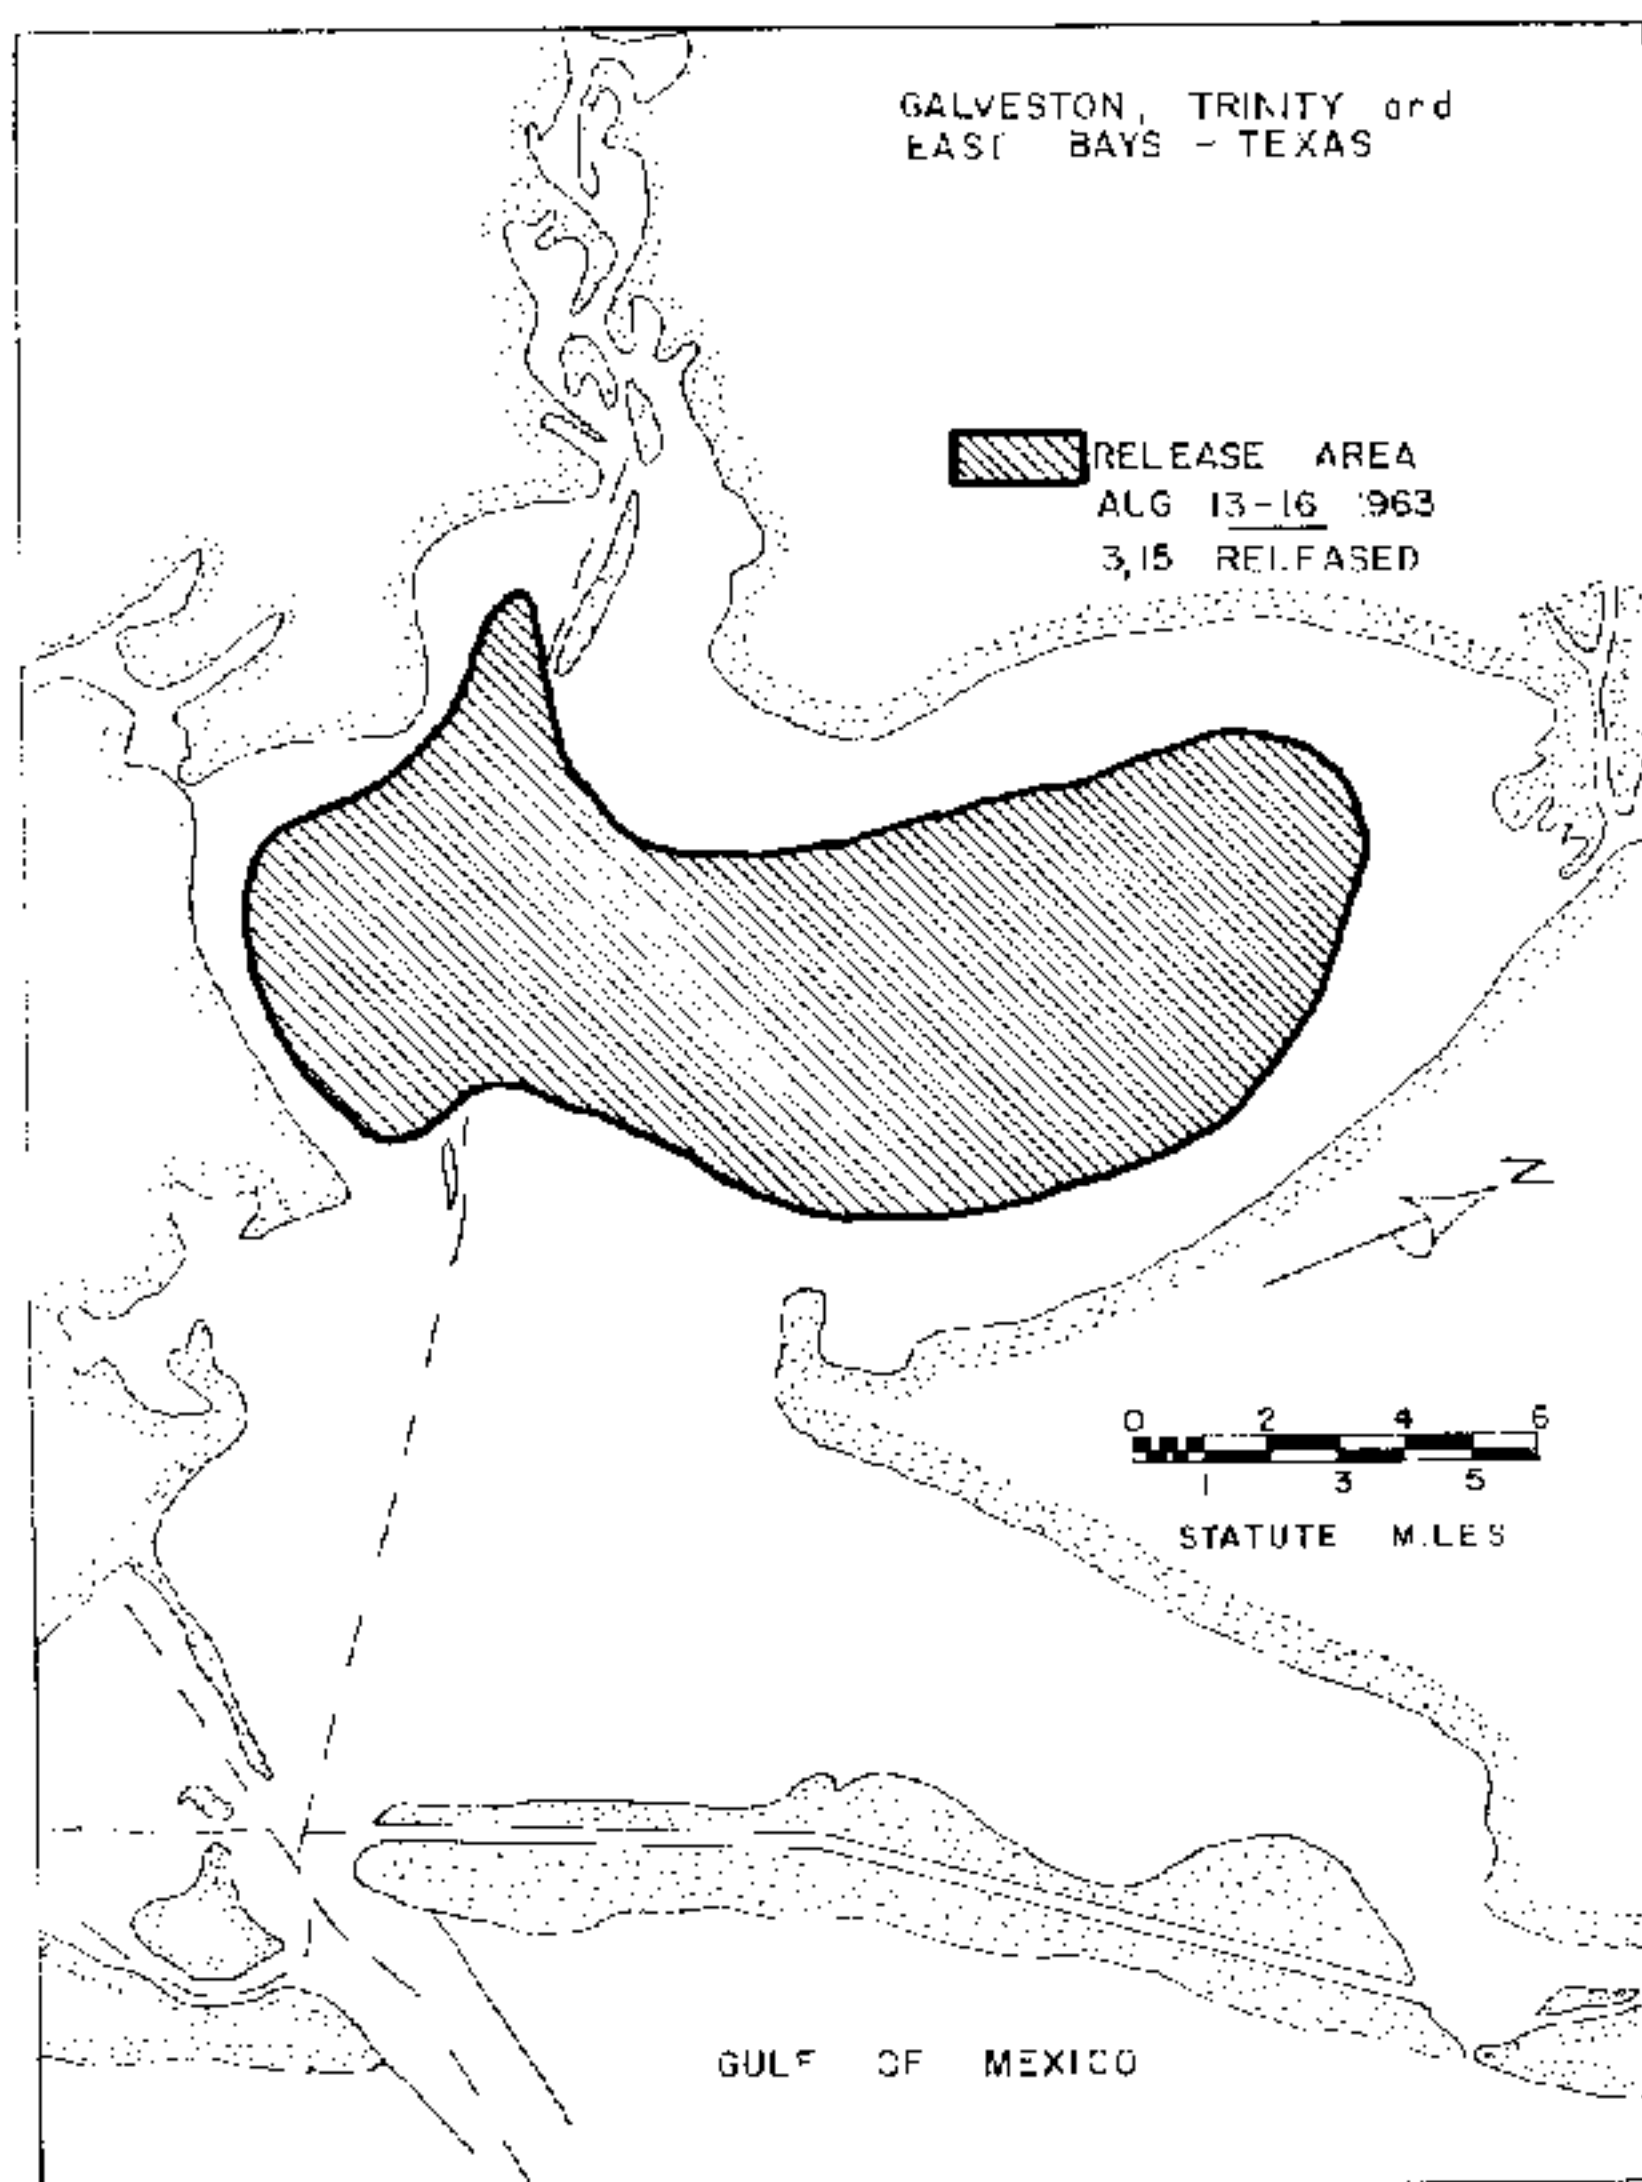 GALVESTON, TRINITY and
EAST BAYS - TEXAS
RELEASE AREA
AUG 13-16 1963
3,15 RELEASED
N
0 2 4 6
1 3 5
STATUTE MILES
GULF OF MEXICO